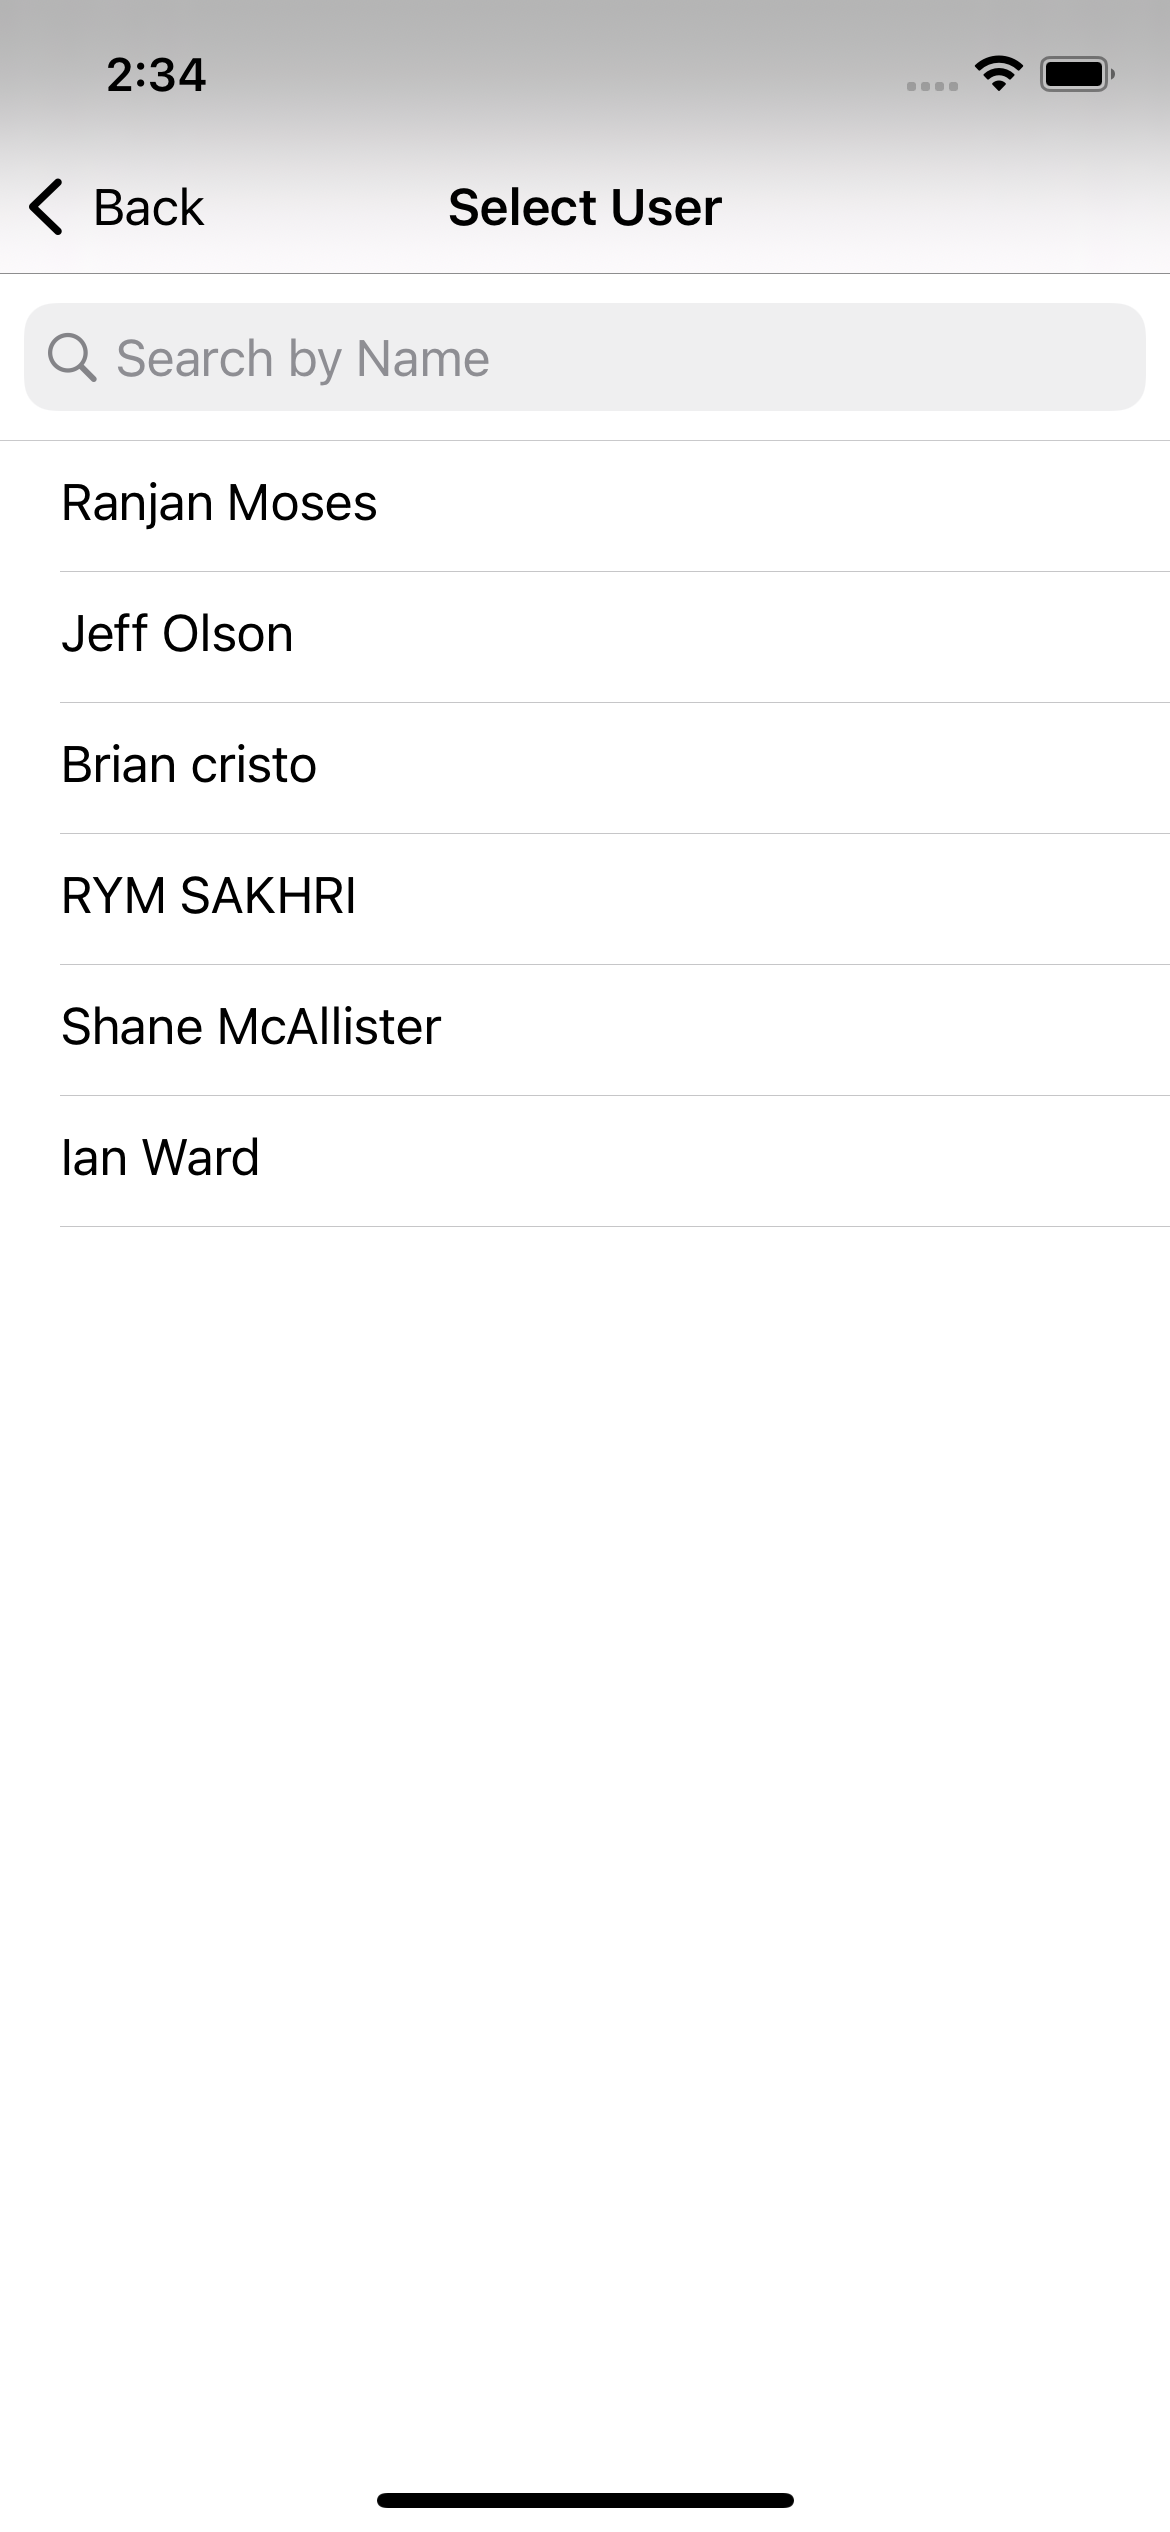 2:34
Back
Select User
Search by Name
Ranjan Moses
Jeff Olson
Brian cristo
RYM SAKHRI
Shane McAllister
Ian Ward